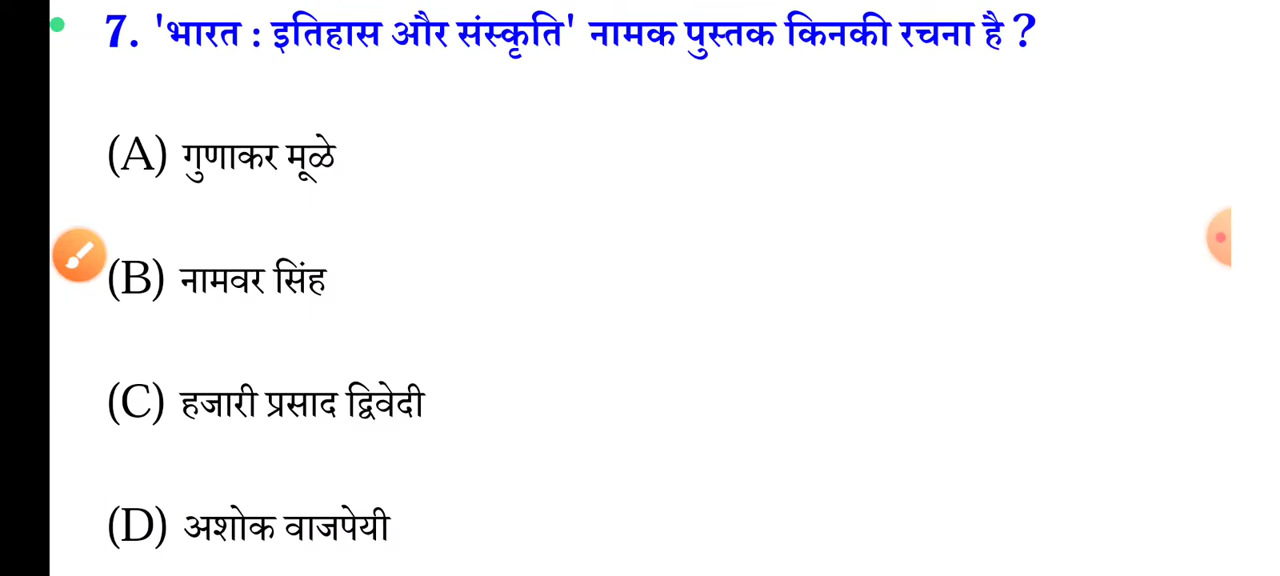 7. 'भारत : इतिहास और संस्कृति' नामक पुस्तक किनकी रचना है ?
(A) गुणाकर मूळे
(B) नामवर सिंह
(C) हजारी प्रसाद द्विवेदी
(D) अशोक वाजपेयी